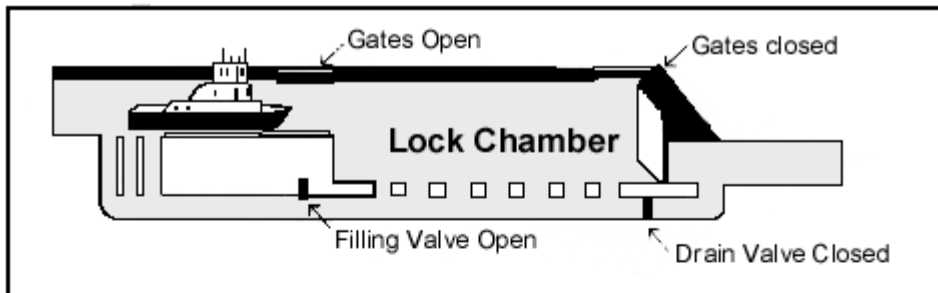 Gates Open
Gates closed
Lock Chamber
Filling Valve Open
Drain Valve Closed